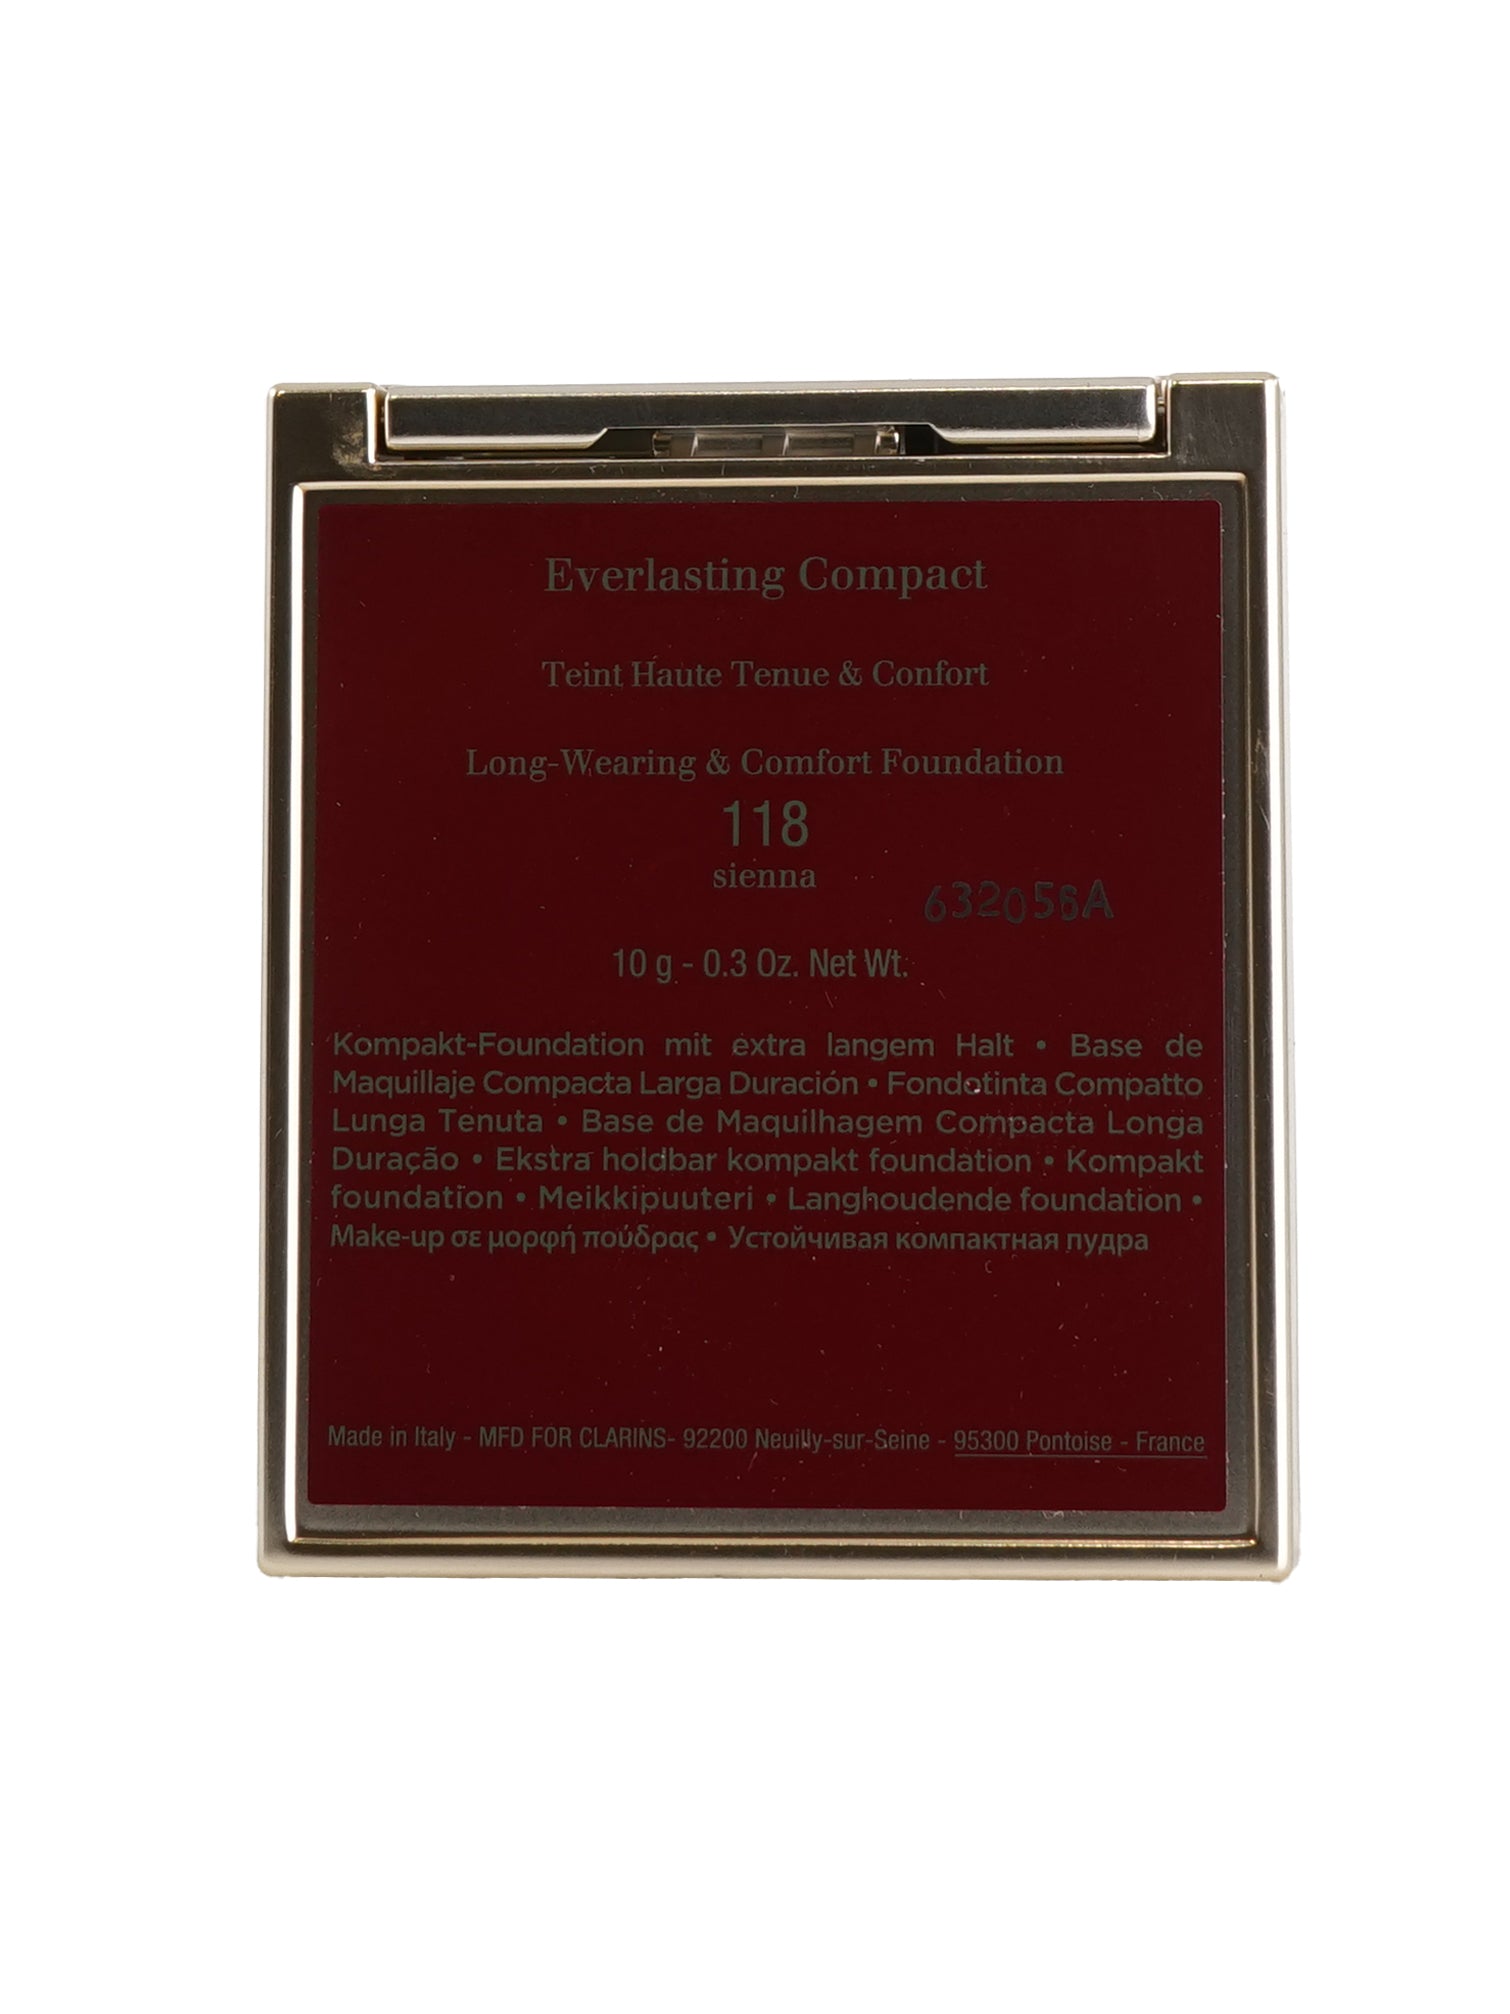 Everlasting Compact
Teint Haute Tenue & Confort
Long-Wearing & Comfort Foundation
118
sienna
632056A
10 g - 0.3 Oz. Net Wt.
Kompakt-Foundation mit extra langem Halt • Base de
Maquillaje Compacta Larga Duración • Fondotinta Compatto
Lunga Tenuta • Base de Maquilhagem Compacta Longa
Duração • Ekstra holdbar kompakt foundation • Kompakt
foundation • Meikkipuuteri • Langhoudende foundation •
Make-up σε μορφή πούδρας • Устойчивая компактная пудра
Made in Italy - MFD FOR CLARINS- 92200 Neuilly-sur-Seine - 95300 Pontoise - France